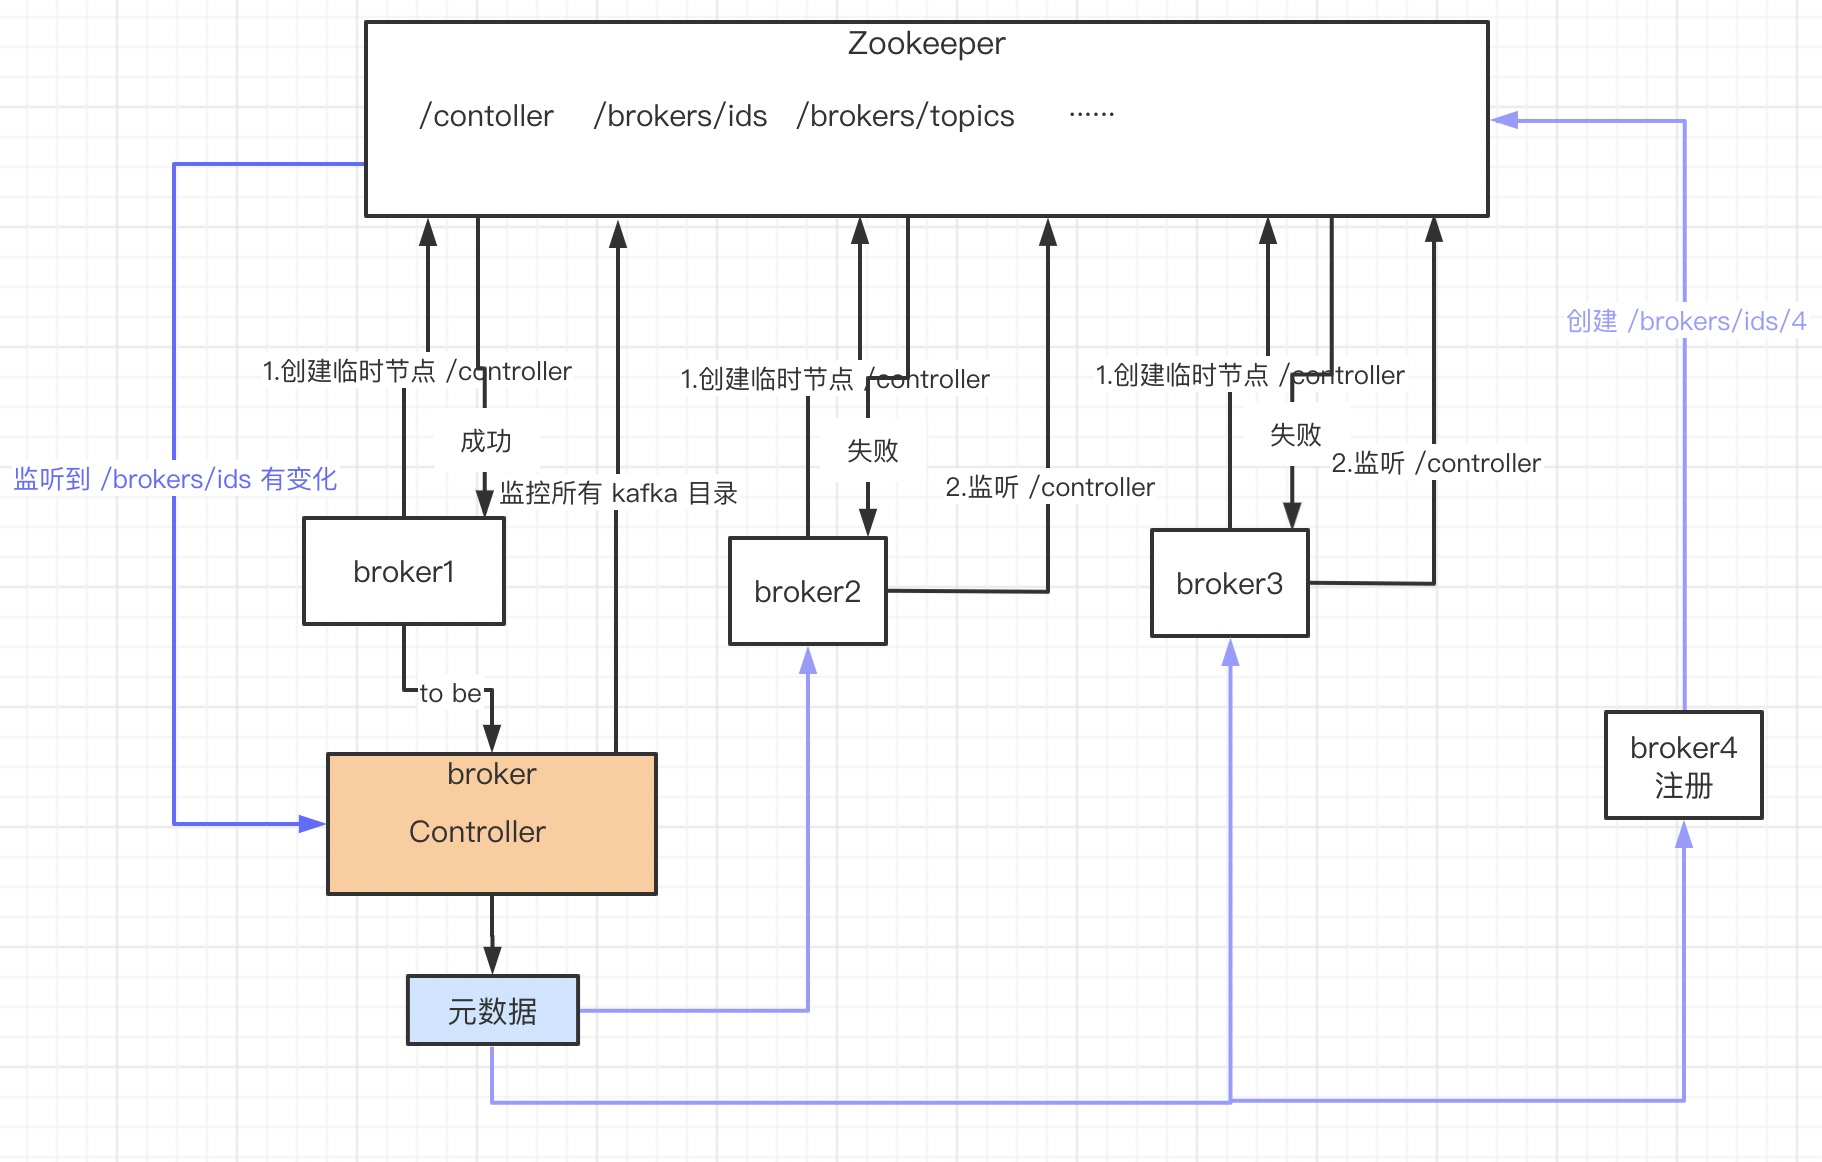 Zookeeper
/contoller /brokers/ids /brokers/topics ······
创建 /brokers/ids/4
1.创建临时节点 /controller
1.创建临时节点 /controller
1.创建临时节点 /controller
成功
失败
失败
监听到 /brokers/ids 有变化
监控所有 kafka 目录
2.监听 /controller
2.监听 /controller
broker1
broker2
broker3
to be
broker4
注册
broker
Controller
元数据